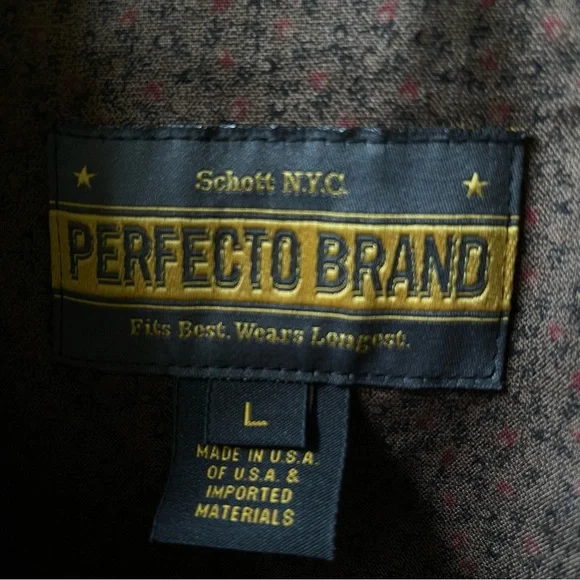 Schott N.Y.C.
PERFECTO BRAND
Fits Best. Wears Longest.
L
MADE IN U.S.A.
OF U.S.A. &
IMPORTED
MATERIALS